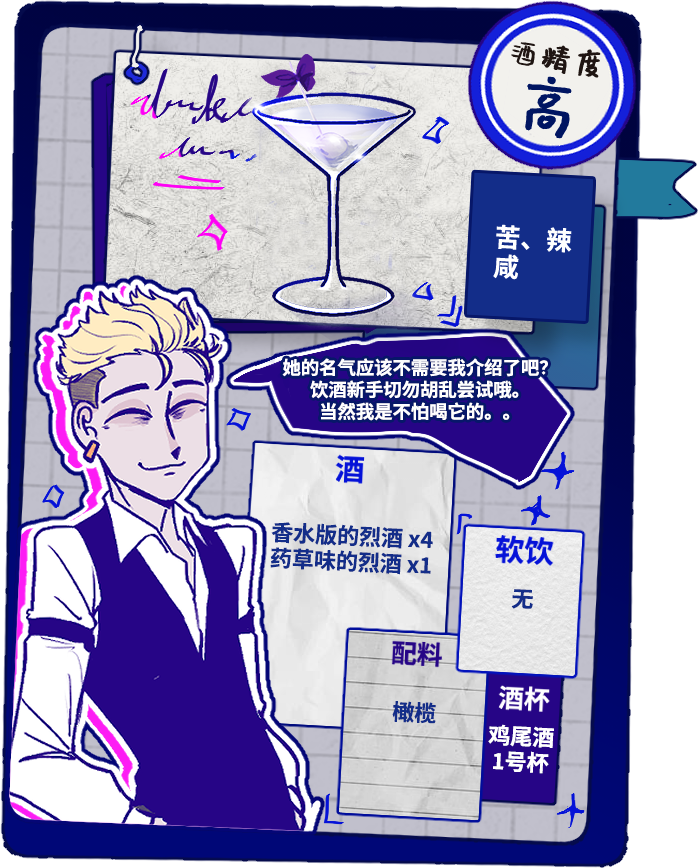 酒精度
高
苦、辣
咸
她的名气应该不需要我介绍了吧?
饮酒新手切勿胡乱尝试哦。
当然我是不怕喝它的。。
酒
香水版的烈酒 x4
药草味的烈酒 x1
软饮
无
配料
橄榄
酒杯
鸡尾酒
1号杯